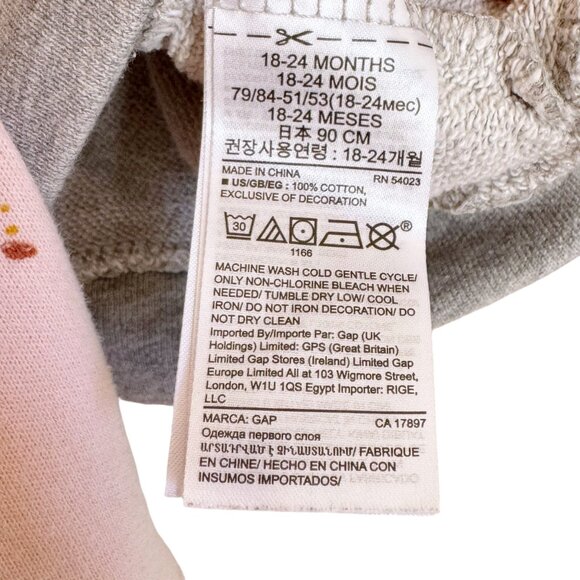 18-24 MONTHS
18-24 MOIS
79/84-51/53(18-24мес)
18-24 MESES
日本 90 CM
권장사용연령 : 18-24개월
MADE IN CHINA RN 54023
■ US/GB/EG : 100% COTTON,
EXCLUSIVE OF DECORATION
30
®
1166
MACHINE WASH COLD GENTLE CYCLE/
ONLY NON-CHLORINE BLEACH WHEN
NEEDED/ TUMBLE DRY LOW/ COOL
IRON/ DO NOT IRON DECORATION/ DO
NOT DRY CLEAN
Imported By/Importe Par: Gap (UK
Holdings) Limited: GPS (Great Britain)
Limited Gap Stores (Ireland) Limited Gap
Europe Limited All at 103 Wigmore Street,
London, W1U 1QS Egypt Importer: RIGE,
LLC
MARCA: GAP CA 17897
Одежда первого слоя
ԱՐՏԱԴՐՎԱԾ Է ՉԻՆԱՍՏԱՆՈՒՄ/ FABRIQUE
EN CHINE/ HECHO EN CHINA CON
INSUMOS IMPORTADOS/